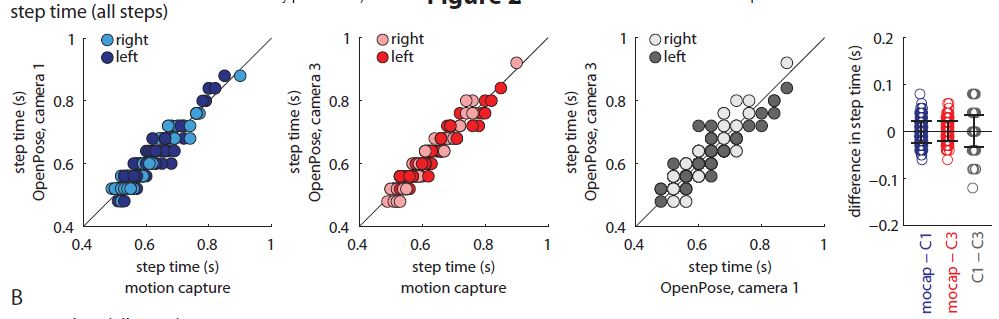 Figure 2
step time (all steps)
1
0.8
0.6
0.4
0.4
0.6
0.8
1
right
left
step time (s)
OpenPose, camera 1
step time (s)
motion capture
1
0.8
0.6
0.4
0.4
0.6
0.8
1
right
left
step time (s)
OpenPose, camera 3
step time (s)
motion capture
1
0.8
0.6
0.4
0.4
0.6
0.8
1
right
left
step time (s)
OpenPose, camera 3
step time (s)
OpenPose, camera 1
0.2
0.1
0
−0.1
−0.2
difference in step time (s)
mocap − C1
mocap − C3
C1 − C3
B